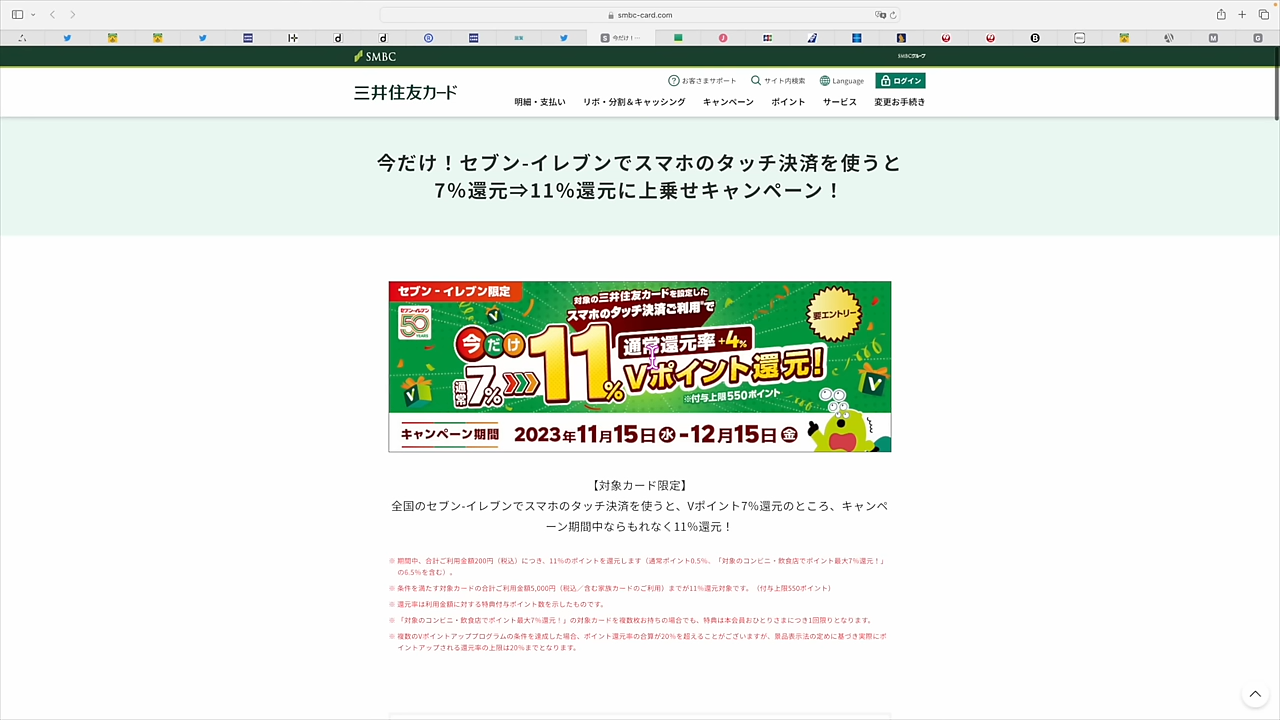 smbc-card.com
今だけ！…
SMBC
SMBCグループ
三井住友カード
お客さまサポート
サイト内検索
Language
ログイン
明細・支払い
リボ・分割＆キャッシング
キャンペーン
ポイント
サービス
変更お手続き
今だけ！セブン‐イレブンでスマホのタッチ決済を使うと
7％還元⇒11％還元に上乗せキャンペーン！
セブン‐イレブン限定
対象の三井住友カードを設定した
スマホのタッチ決済ご利用※で
要エントリー
セブン‐イレブン
50
YEARS
今だけ
通常7%
11%
通常還元率+4%
Vポイント還元！
※付与上限550ポイント
キャンペーン期間
2023年11月15日水-12月15日金
【対象カード限定】
全国のセブン‐イレブンでスマホのタッチ決済を使うと、Vポイント7％還元のところ、キャンペ
ーン期間中ならもれなく11％還元！
※ 期間中、合計ご利用金額200円（税込）につき、11％のポイントを還元します（通常ポイント0.5％、「対象のコンビニ・飲食店でポイント最大7％還元！」
の6.5％を含む）。
※ 条件を満たす対象カードの合計ご利用金額5,000円（税込／含む家族カードのご利用）までが11％還元対象です。（付与上限550ポイント）
※ 還元率は利用金額に対する特典付与ポイント数を示したものです。
※ 「対象のコンビニ・飲食店でポイント最大7％還元！」の対象カードを複数枚お持ちの場合でも、特典は本会員おひとりさまにつき1回限りとなります。
※ 複数のVポイントアッププログラムの条件を達成した場合、ポイント還元率の合算が20％を超えることがございますが、景品表示法の定めに基づき実際にポ
イントアップされる還元率の上限は20％までとなります。